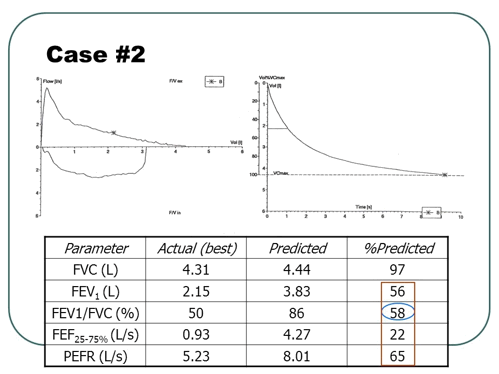 Case #2
Flow [l/s]
F/V ex
B
Vol [l]
F/V in
Vol%VCmax
Vol [l]
VCmax
Time [s]
B
Parameter Actual (best) Predicted %Predicted
FVC (L) 4.31 4.44 97
FEV1 (L) 2.15 3.83 56
FEV1/FVC (%) 50 86 58
FEF25-75% (L/s) 0.93 4.27 22
PEFR (L/s) 5.23 8.01 65